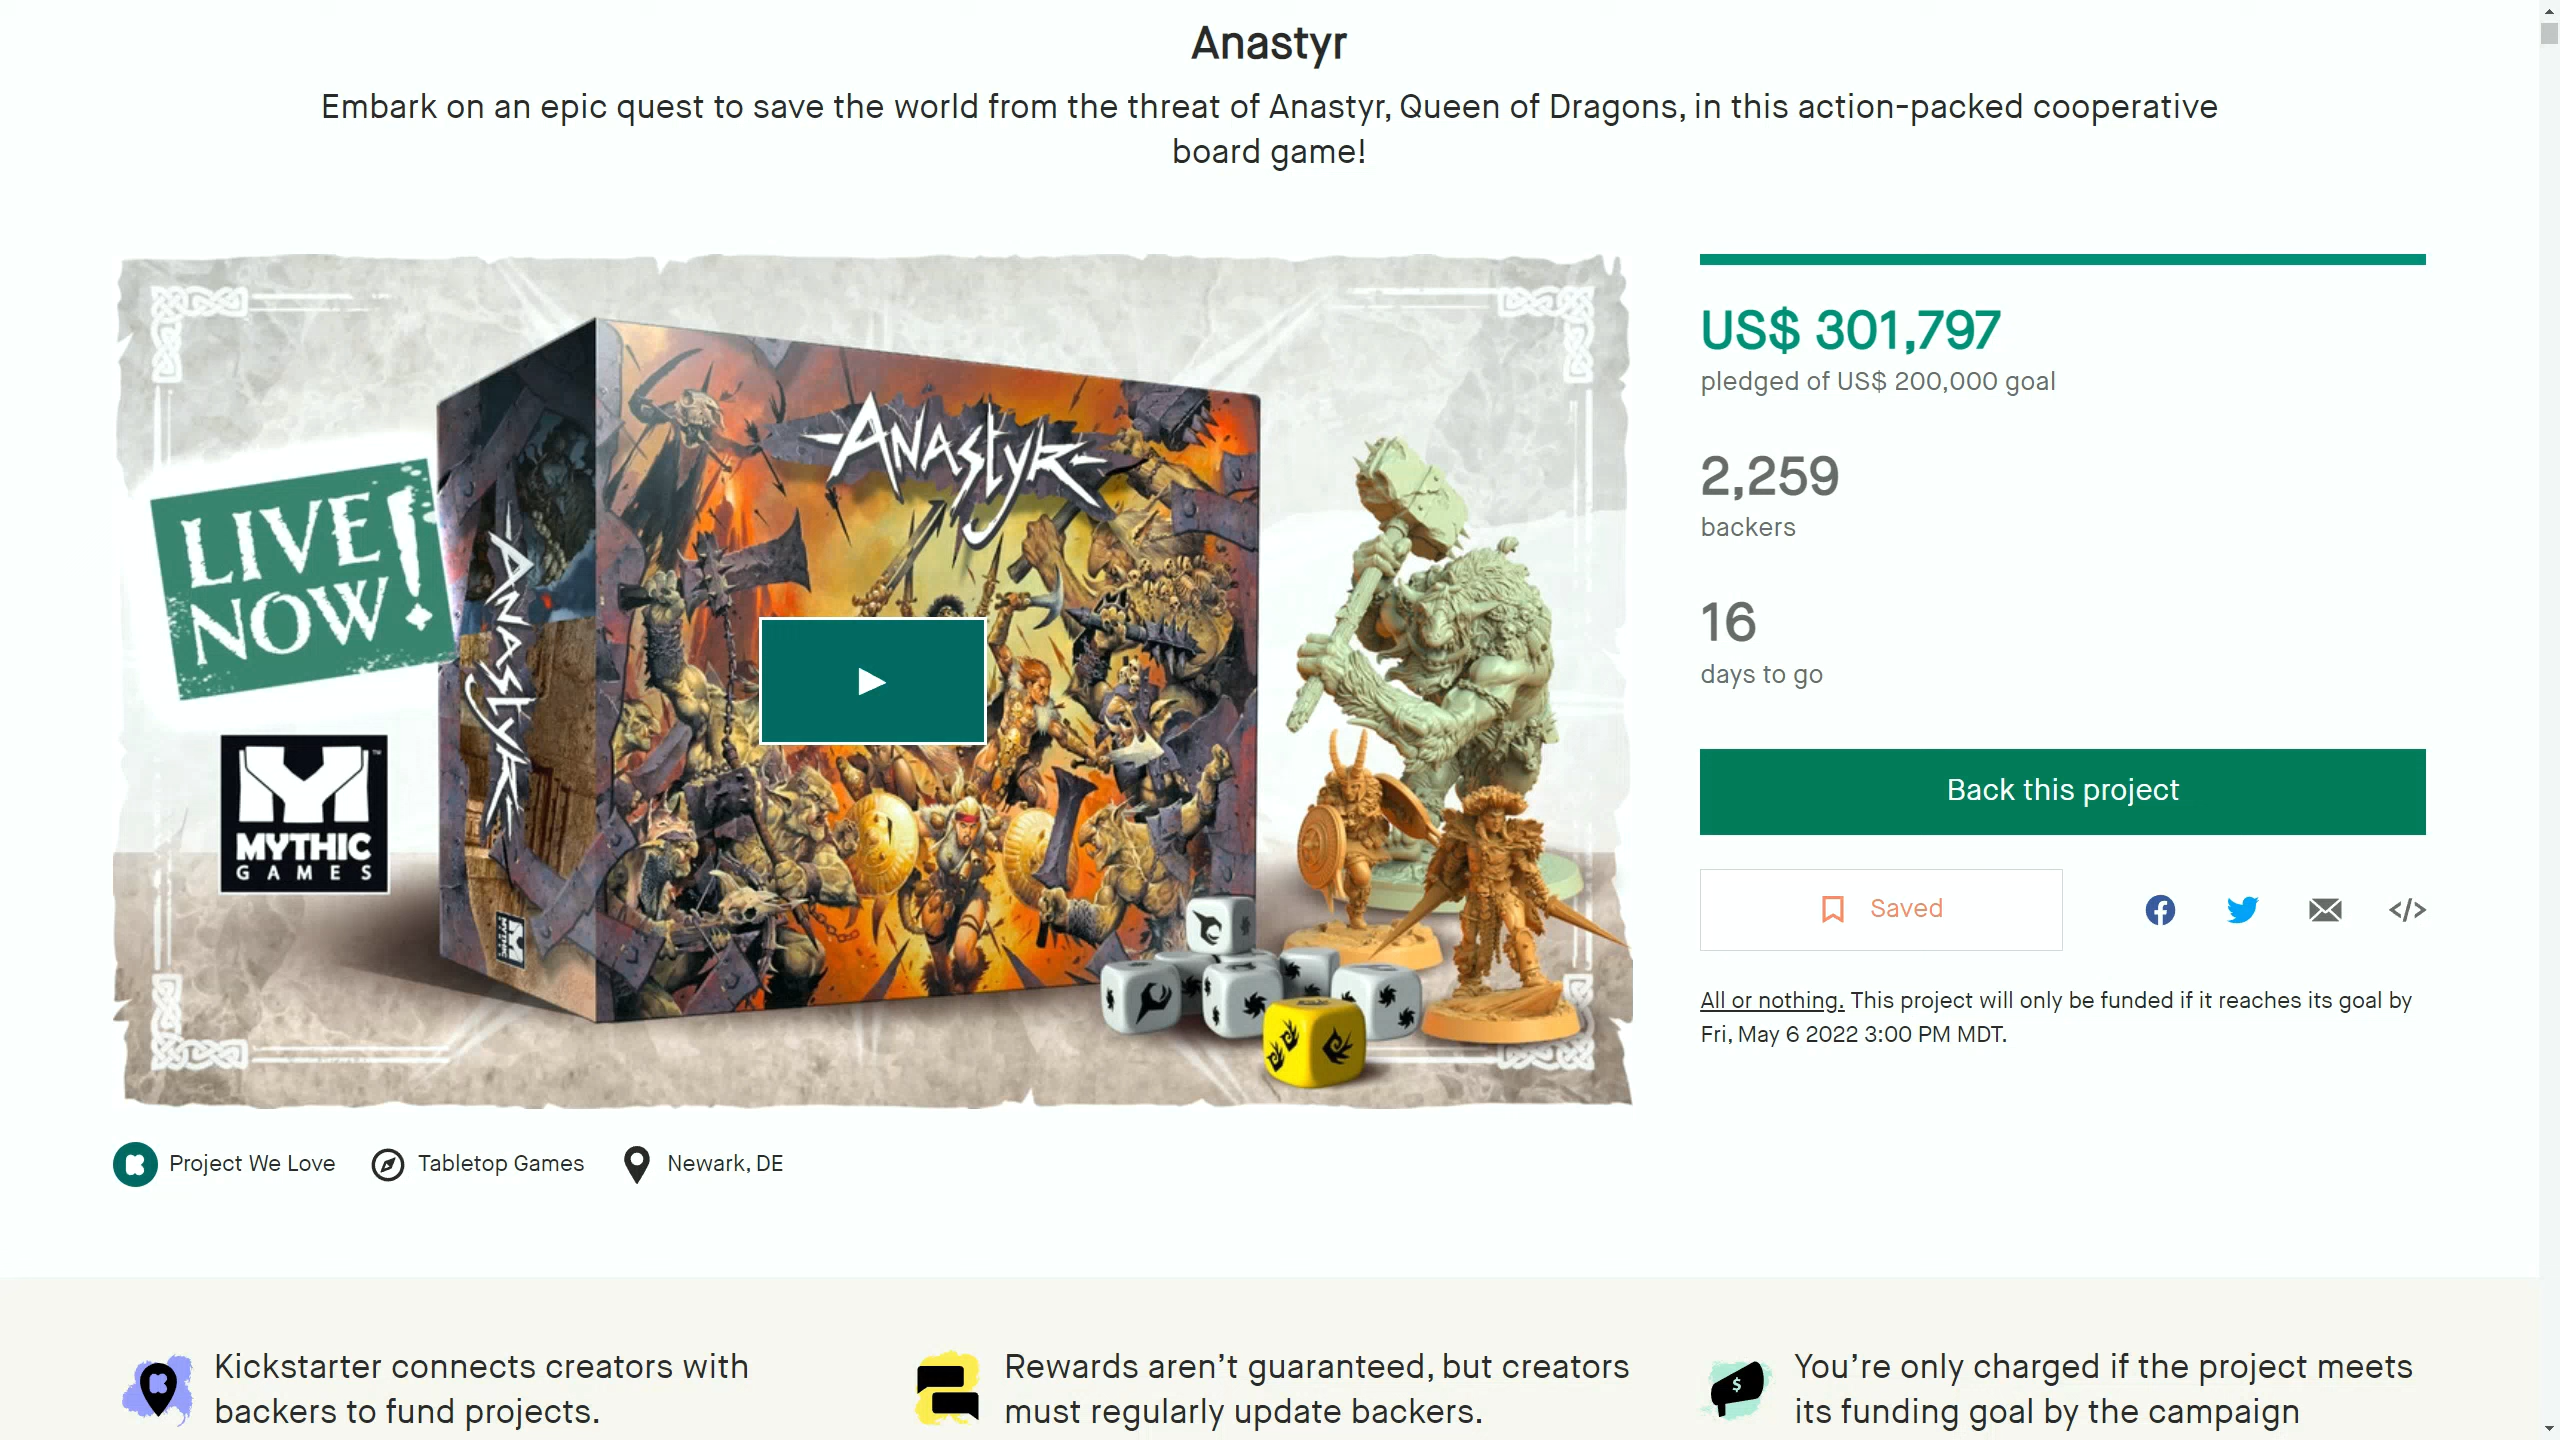 Anastyr
Embark on an epic quest to save the world from the threat of Anastyr, Queen of Dragons, in this action-packed cooperative
board game!
LIVE
NOW!
MYTHIC
GAMES
TM
ANASTYR
ANASTYR
US$ 301,797
pledged of US$ 200,000 goal
2,259
backers
16
days to go
Back this project
Saved
All or nothing. This project will only be funded if it reaches its goal by
Fri, May 6 2022 3:00 PM MDT.
Project We Love
Tabletop Games
Newark, DE
Kickstarter connects creators with
backers to fund projects.
Rewards aren’t guaranteed, but creators
must regularly update backers.
You’re only charged if the project meets
its funding goal by the campaign